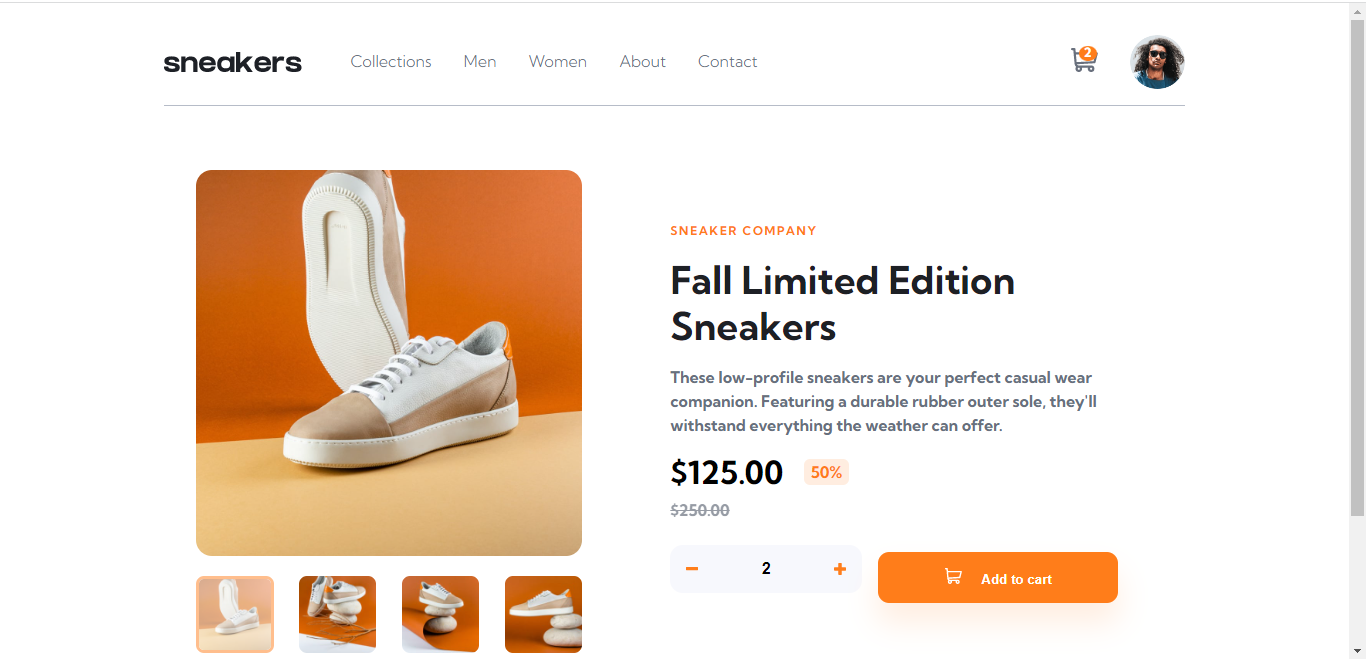 sneakers
Collections Men Women About Contact
2
SNEAKER COMPANY
Fall Limited Edition
Sneakers
These low-profile sneakers are your perfect casual wear
companion. Featuring a durable rubber outer sole, they'll
withstand everything the weather can offer.
$125.00 50%
$250.00
2
Add to cart